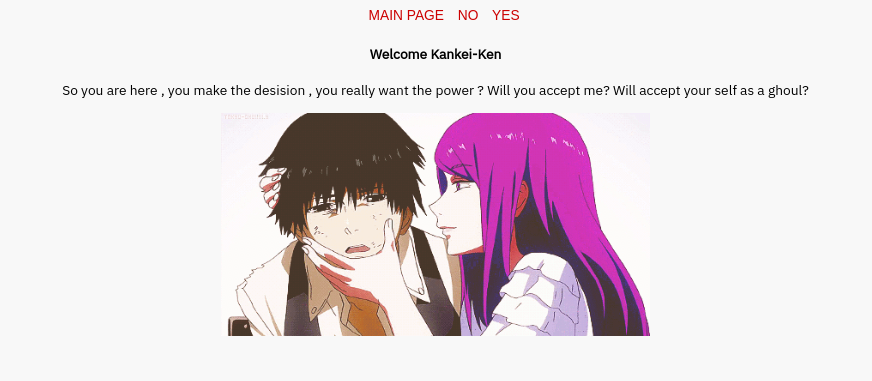 MAIN PAGE NO YES
Welcome Kankei-Ken
So you are here , you make the desision , you really want the power ? Will you accept me? Will accept your self as a ghoul?